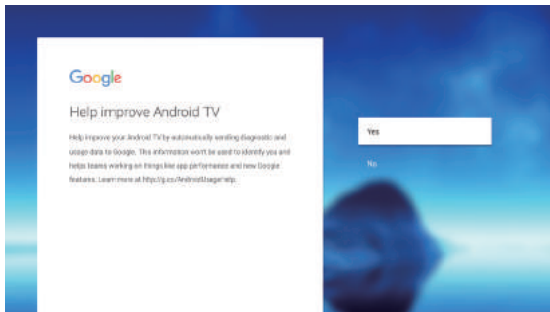 Google
Help improve Android TV
Help improve your Android TV by automatically sending diagnostic and
usage data to Google. This information won't be used to identify you and
helps teams working on things like app performance and new Google
features. Learn more at http://g.co/AndroidUsageHelp.
Yes
No